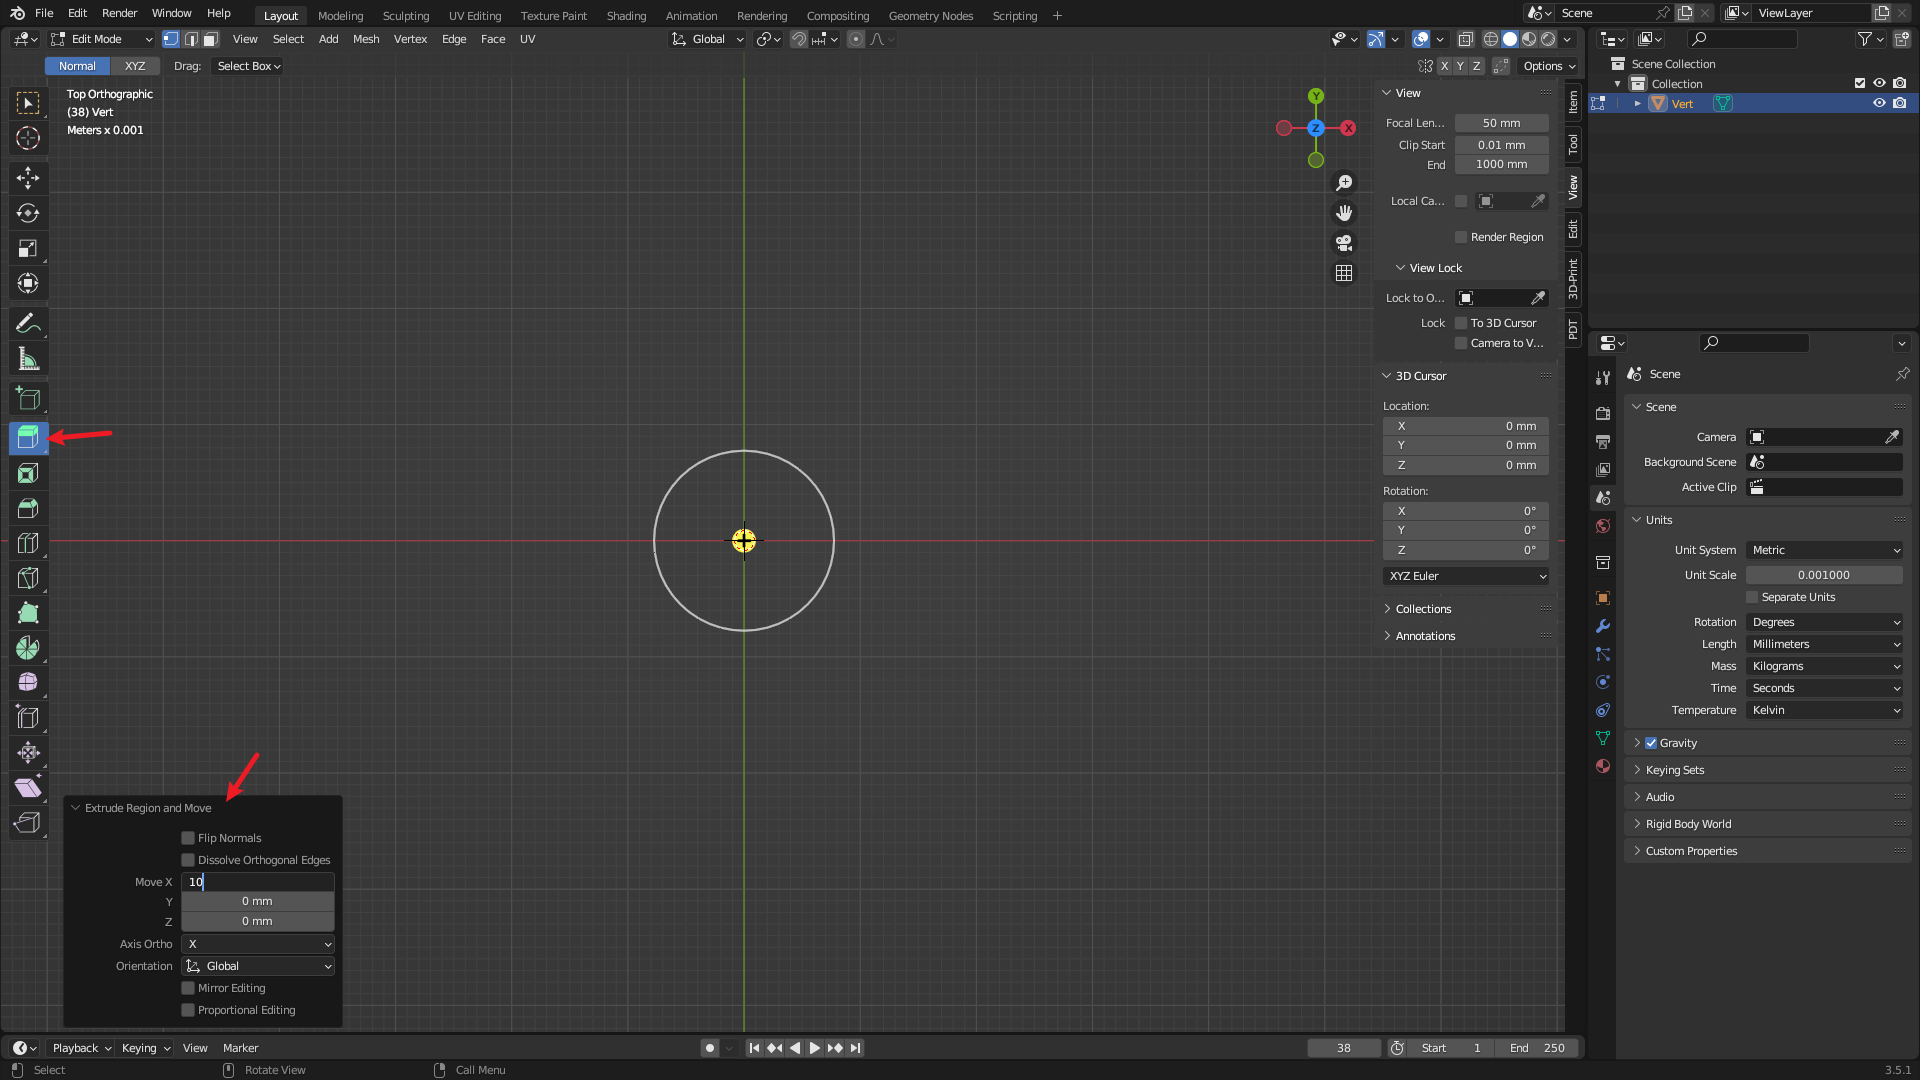 File Edit Render Window Help
Layout Modeling Sculpting UV Editing Texture Paint Shading Animation Rendering Compositing Geometry Nodes Scripting +
Scene
ViewLayer
Edit Mode
View Select Add Mesh Vertex Edge Face UV
Global
Normal XYZ Drag: Select Box
X Y Z Options
Top Orthographic
(38) Vert
Meters x 0.001
Y
X
Z
View
Focal Len... 50 mm
Clip Start 0.01 mm
End 1000 mm
Local Ca...
Render Region
View Lock
Lock to O...
Lock To 3D Cursor
Camera to V...
3D Cursor
Location:
X 0 mm
Y 0 mm
Z 0 mm
Rotation:
X 0°
Y 0°
Z 0°
XYZ Euler
Collections
Annotations
Item
Tool
View
Edit
3D-Print
PDT
Scene Collection
Collection
Vert
Scene
Scene
Camera
Background Scene
Active Clip
Units
Unit System Metric
Unit Scale 0.001000
Separate Units
Rotation Degrees
Length Millimeters
Mass Kilograms
Time Seconds
Temperature Kelvin
Gravity
Keying Sets
Audio
Rigid Body World
Custom Properties
Extrude Region and Move
Flip Normals
Dissolve Orthogonal Edges
Move X 10
Y 0 mm
Z 0 mm
Axis Ortho X
Orientation Global
Mirror Editing
Proportional Editing
Playback Keying View Marker
38
Start 1 End 250
Select Rotate View Call Menu
3.5.1